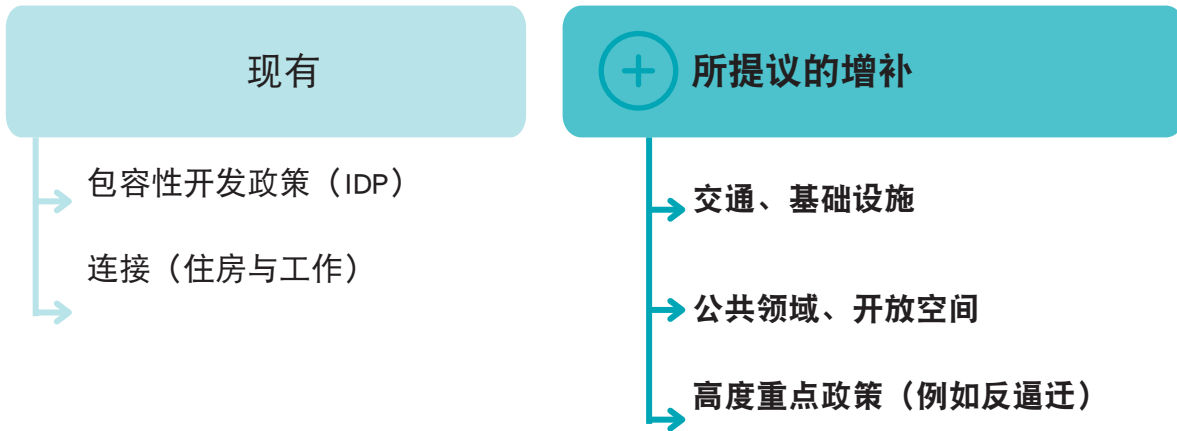 现有
包容性开发政策（IDP）
连接（住房与工作）
所提议的增补
交通、基础设施
公共领域、开放空间
高度重点政策（例如反逼迁）